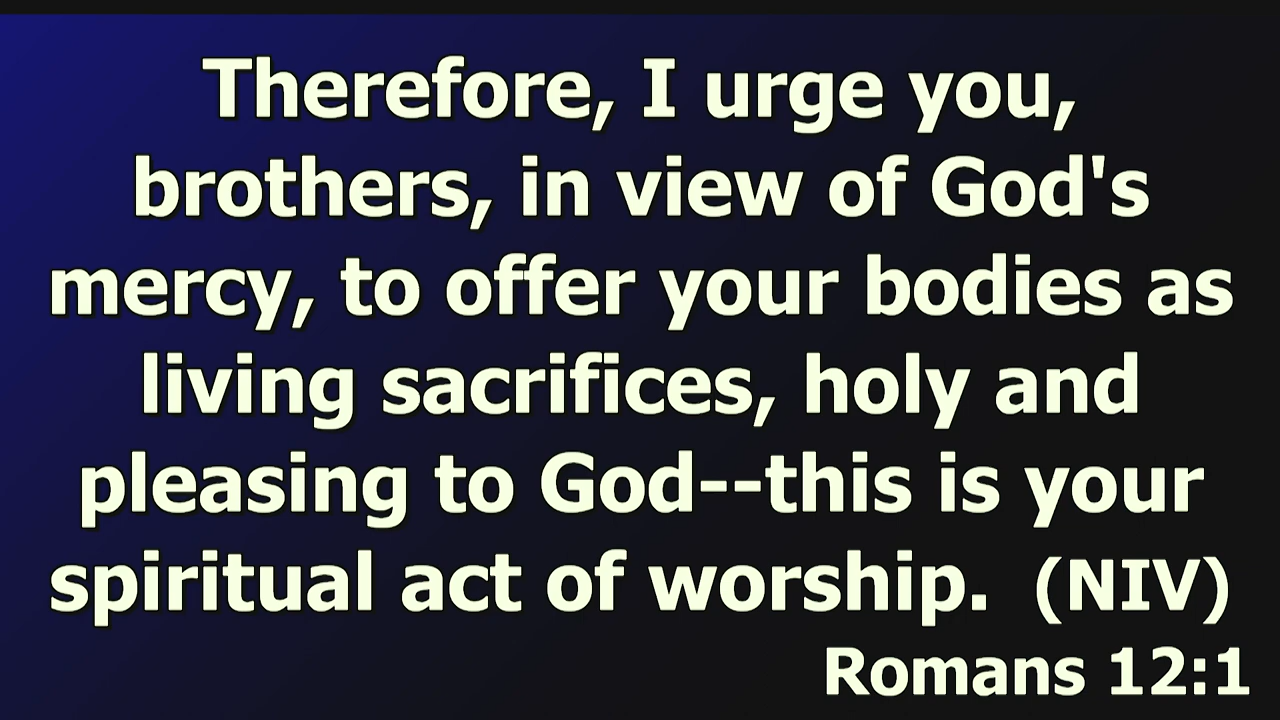 Therefore, I urge you,
brothers, in view of God's
mercy, to offer your bodies as
living sacrifices, holy and
pleasing to God--this is your
spiritual act of worship.  (NIV)
Romans 12:1